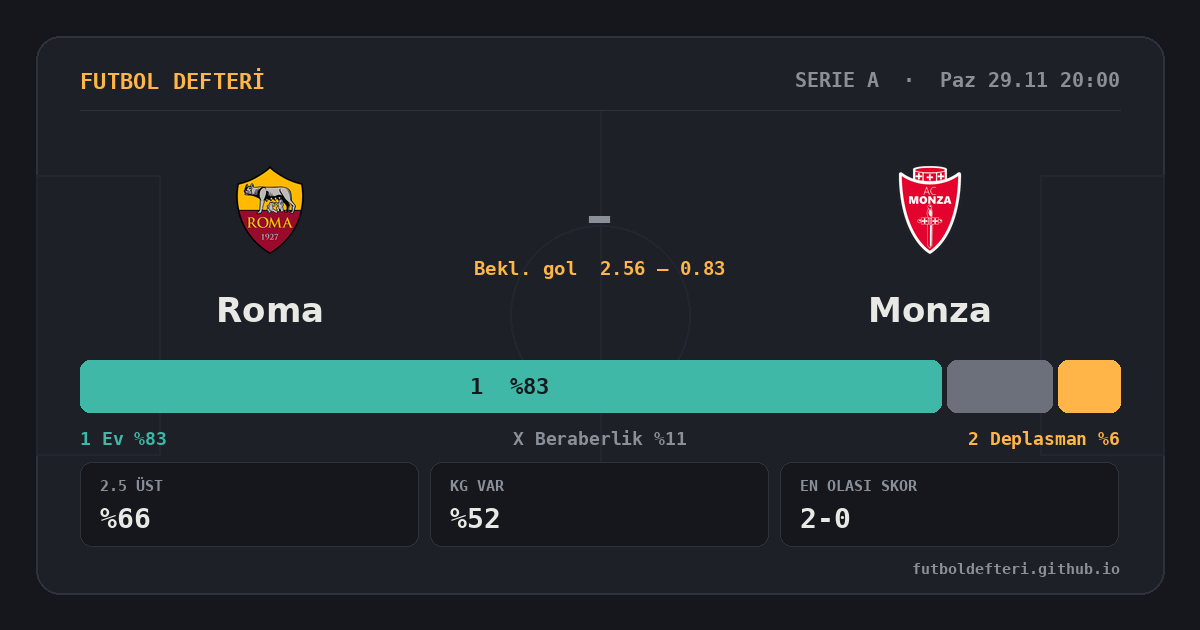 FUTBOL DEFTERİ
SERIE A · Paz 29.11 20:00
ROMA
1927
AC
MONZA
–
Bekl. gol 2.56 — 0.83
Roma
Monza
1 %83
1 Ev %83
X Beraberlik %11
2 Deplasman %6
2.5 ÜST
%66
KG VAR
%52
EN OLASI SKOR
2-0
futboldefteri.github.io